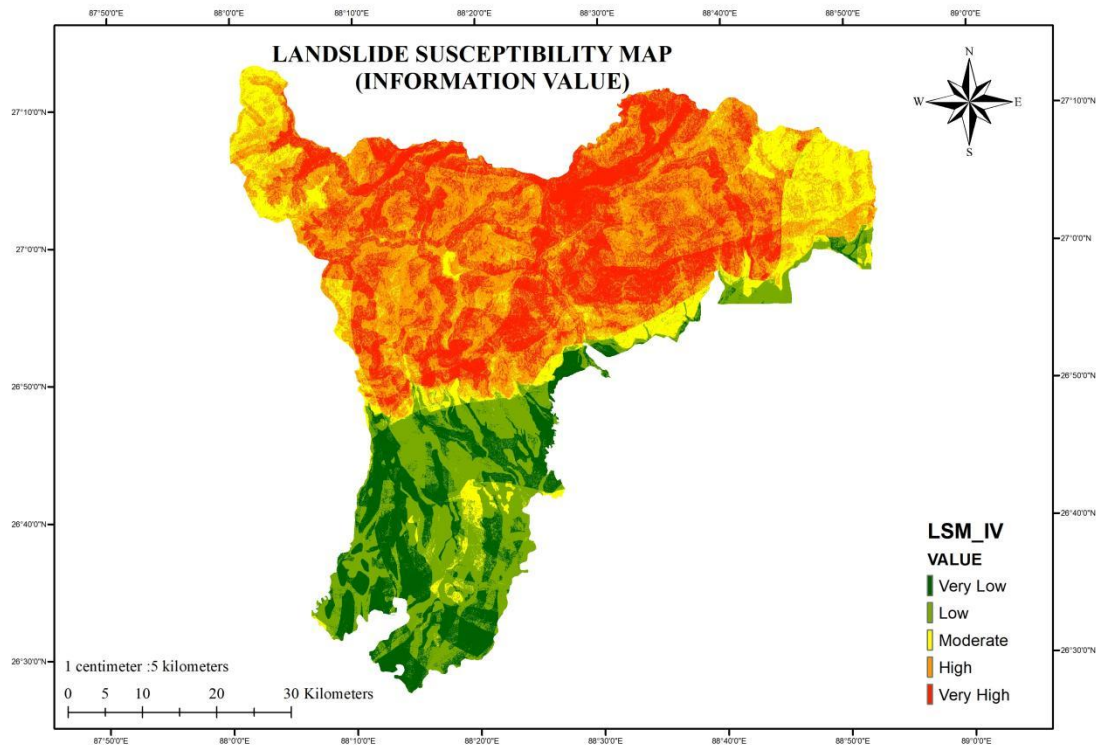 87°50'0"E 88°0'0"E 88°10'0"E 88°20'0"E 88°30'0"E 88°40'0"E 88°50'0"E 89°0'0"E
LANDSLIDE SUSCEPTIBILITY MAP
(INFORMATION VALUE)
N
W E
S
27°10'0"N 27°10'0"N
27°0'0"N 27°0'0"N
26°50'0"N 26°50'0"N
26°40'0"N 26°40'0"N
LSM_IV
VALUE
Very Low
Low
Moderate
High
Very High
26°30'0"N 26°30'0"N
1 centimeter :5 kilometers
0 5 10 20 30 Kilometers
87°50'0"E 88°0'0"E 88°10'0"E 88°20'0"E 88°30'0"E 88°40'0"E 88°50'0"E 89°0'0"E